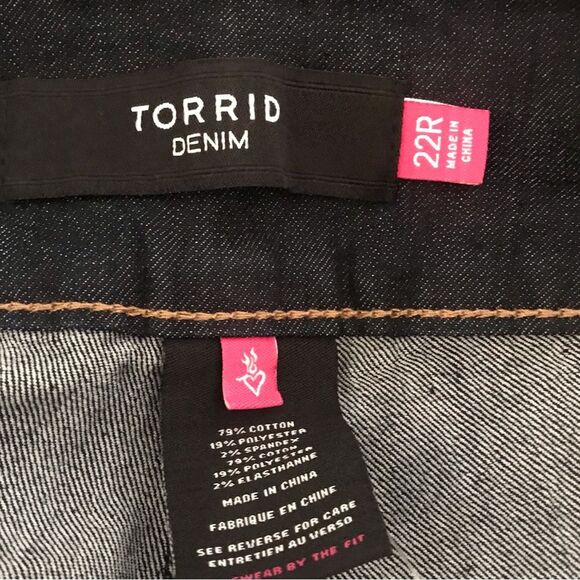 TORRID
DENIM
22R
MADE IN
CHINA
79% COTTON
19% POLYESTER
2% SPANDEX
79% COTON
19% POLYESTER
2% ELASTHANNE
MADE IN CHINA
FABRIQUE EN CHINE
SEE REVERSE FOR CARE
ENTRETIEN AU VERSO
WEAR BY THE FIT